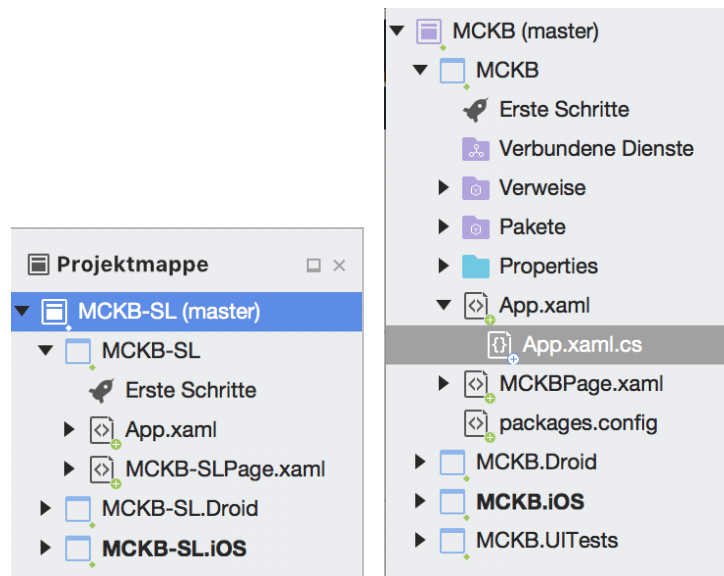 Projektmappe
MCKB-SL (master)
MCKB-SL
Erste Schritte
App.xaml
MCKB-SLPage.xaml
MCKB-SL.Droid
MCKB-SL.iOS
MCKB (master)
MCKB
Erste Schritte
Verbundene Dienste
Verweise
Pakete
Properties
App.xaml
App.xaml.cs
MCKBPage.xaml
packages.config
MCKB.Droid
MCKB.iOS
MCKB.UITests